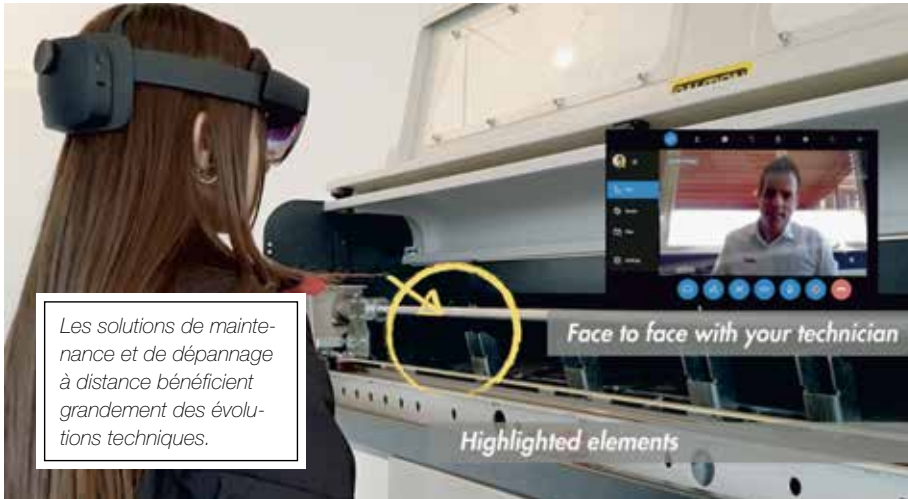 Face to face with your technician
Highlighted elements
Les solutions de mainte-
nance et de dépannage
à distance bénéficient
grandement des évolu-
tions techniques.